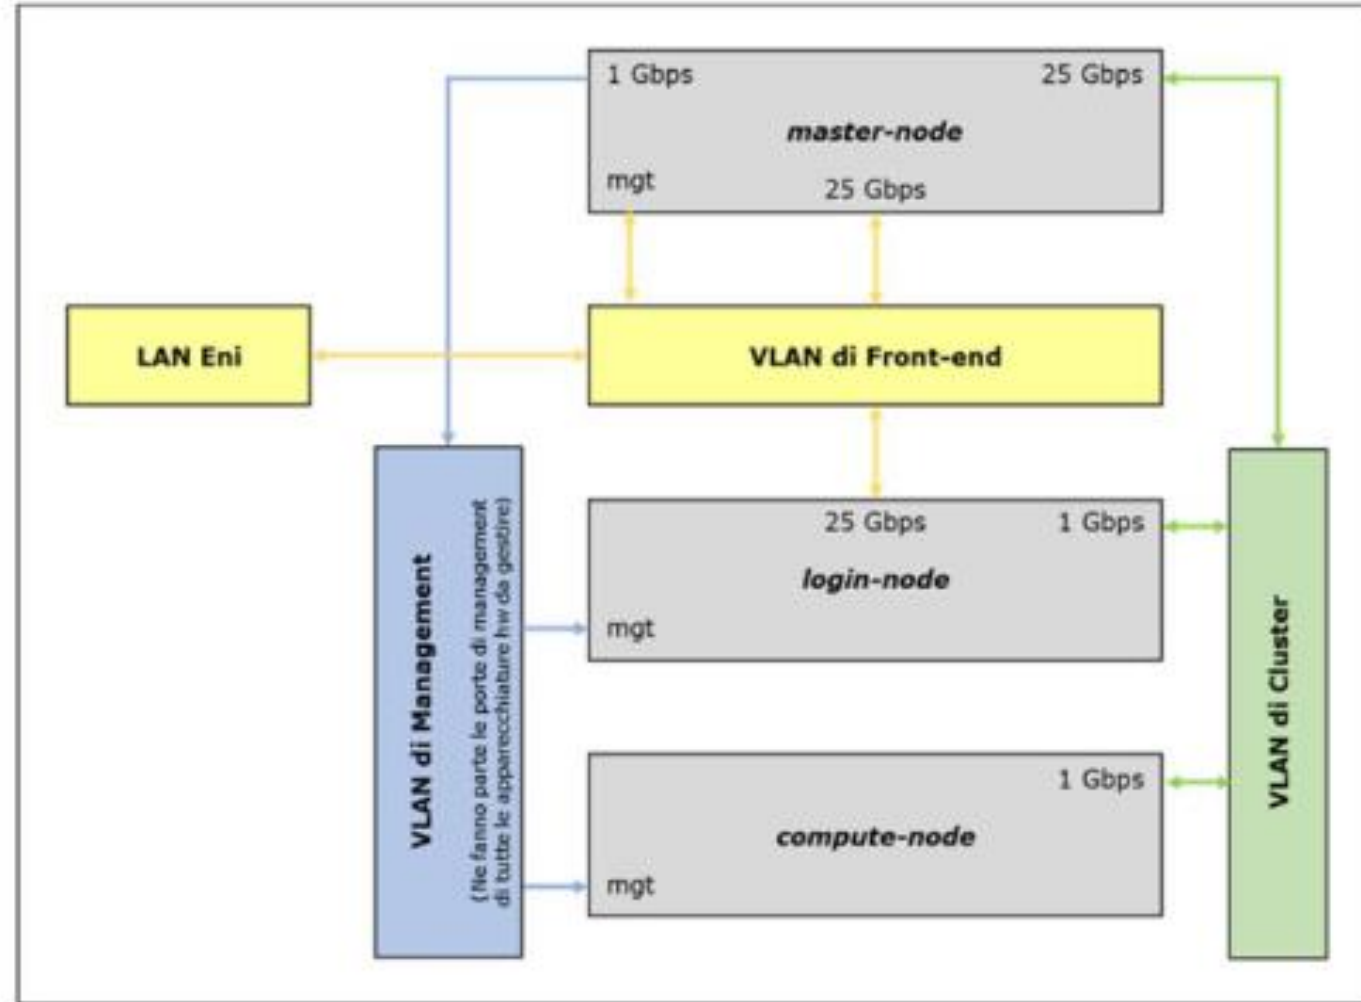 1 Gbps
25 Gbps
master-node
mgt
25 Gbps
LAN Eni
VLAN di Front-end
VLAN di Management
(Ne fanno parte le porte di management
di tutte le apparecchiature hw da gestire)
25 Gbps
1 Gbps
login-node
mgt
VLAN di Cluster
1 Gbps
compute-node
mgt